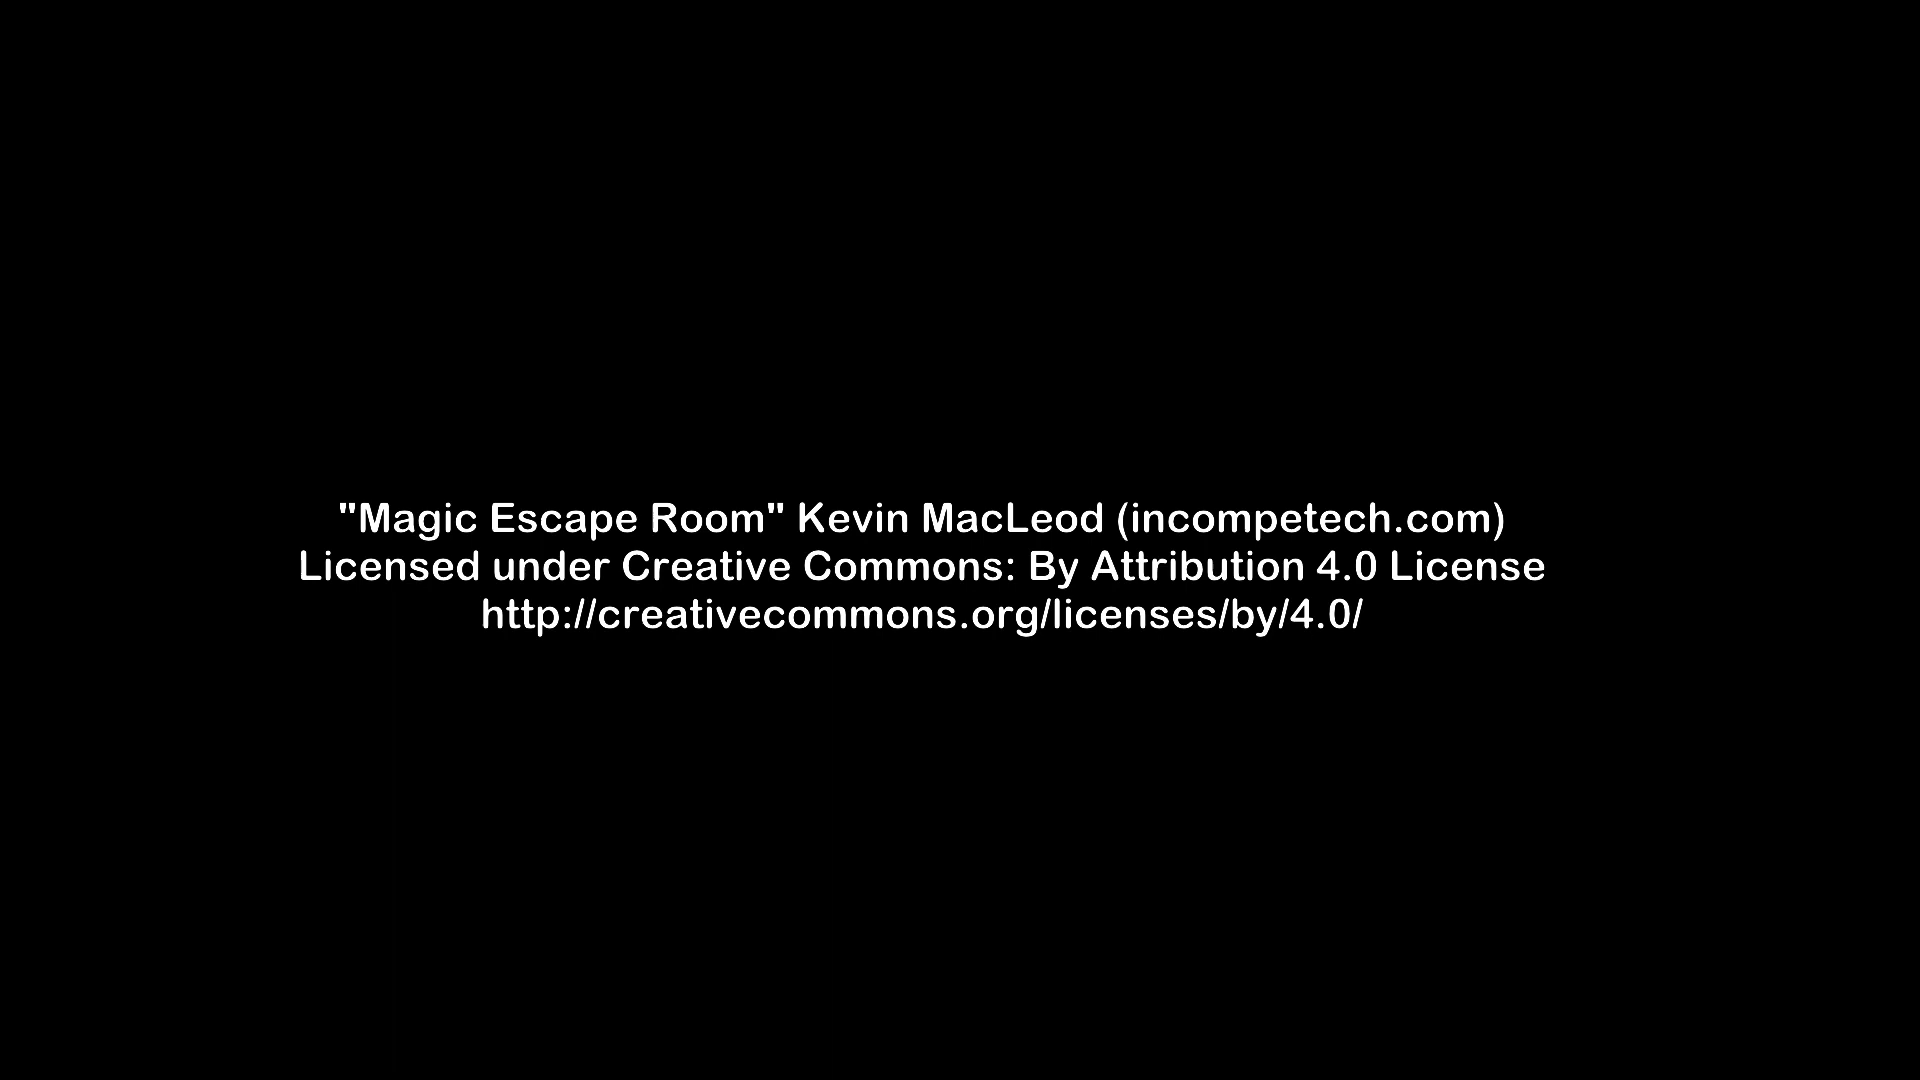 "Magic Escape Room" Kevin MacLeod (incompetech.com)
Licensed under Creative Commons: By Attribution 4.0 License
http://creativecommons.org/licenses/by/4.0/